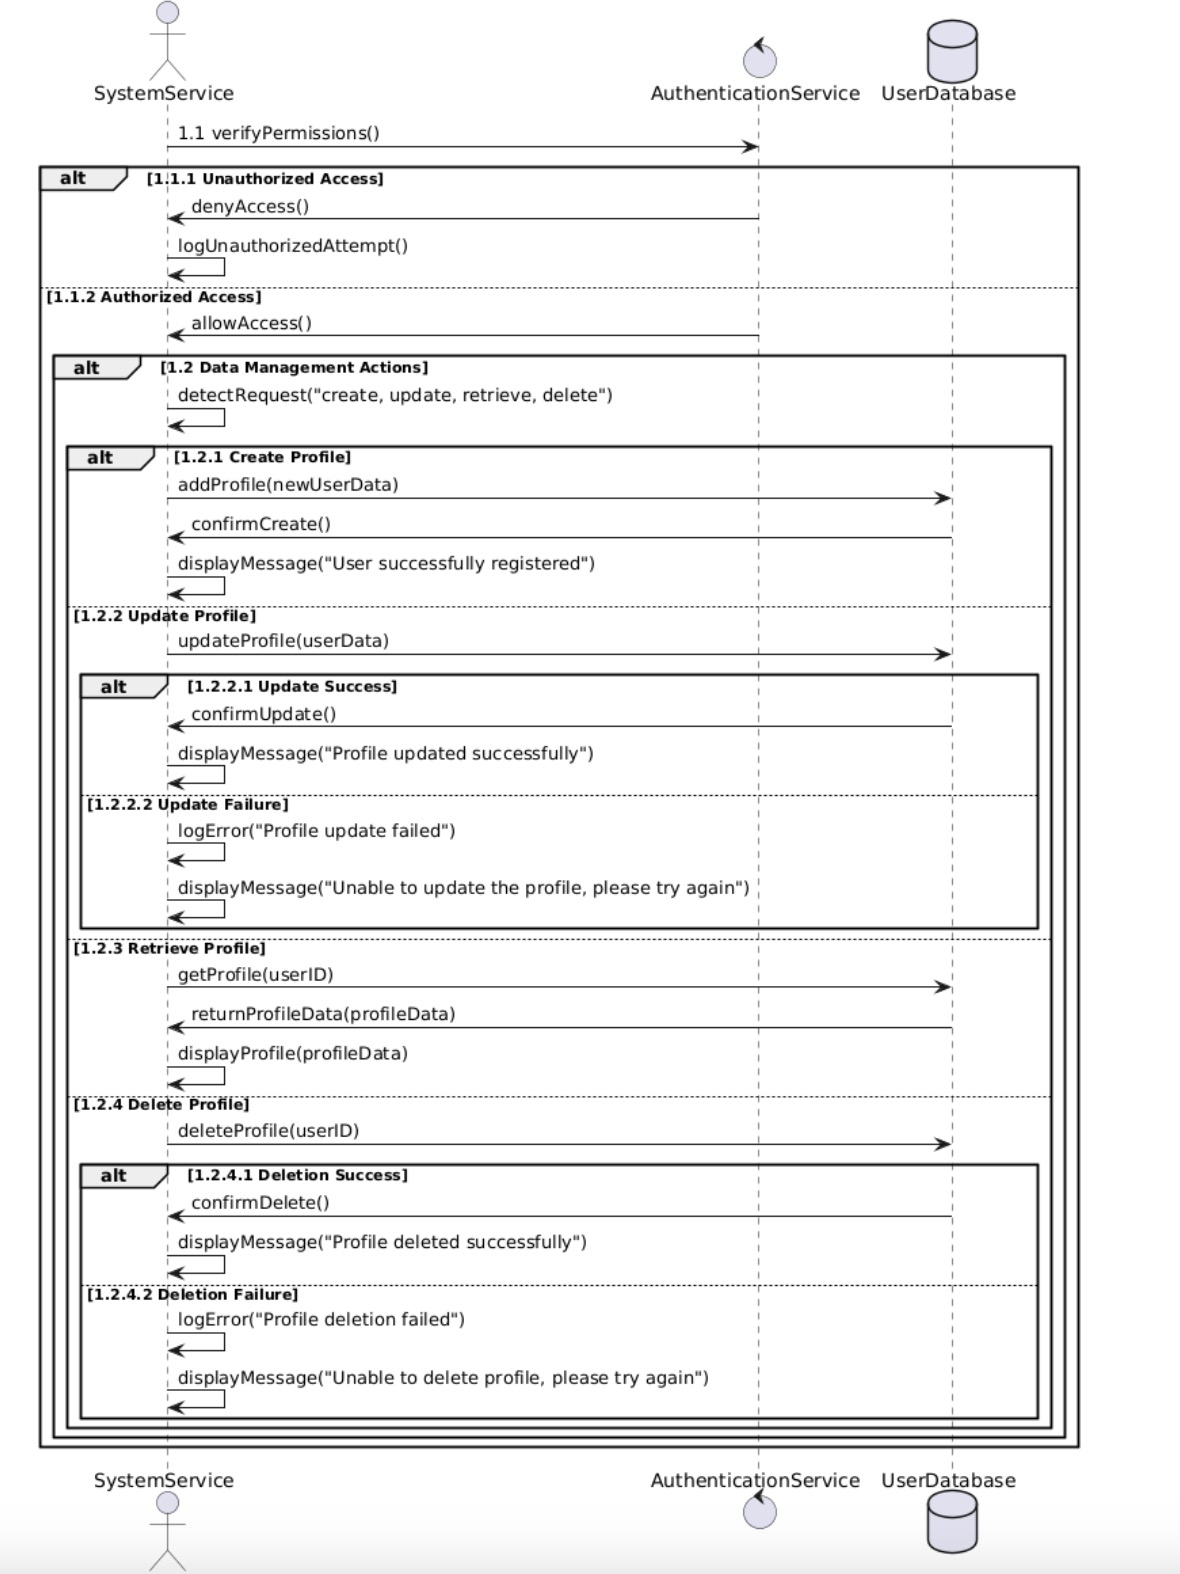 SystemService AuthenticationService UserDatabase
1.1 verifyPermissions()
alt [1.1.1 Unauthorized Access]
denyAccess()
logUnauthorizedAttempt()
[1.1.2 Authorized Access]
allowAccess()
alt [1.2 Data Management Actions]
detectRequest("create, update, retrieve, delete")
alt [1.2.1 Create Profile]
addProfile(newUserData)
confirmCreate()
displayMessage("User successfully registered")
[1.2.2 Update Profile]
updateProfile(userData)
alt [1.2.2.1 Update Success]
confirmUpdate()
displayMessage("Profile updated successfully")
[1.2.2.2 Update Failure]
logError("Profile update failed")
displayMessage("Unable to update the profile, please try again")
[1.2.3 Retrieve Profile]
getProfile(userID)
returnProfileData(profileData)
displayProfile(profileData)
[1.2.4 Delete Profile]
deleteProfile(userID)
alt [1.2.4.1 Deletion Success]
confirmDelete()
displayMessage("Profile deleted successfully")
[1.2.4.2 Deletion Failure]
logError("Profile deletion failed")
displayMessage("Unable to delete profile, please try again")
SystemService AuthenticationService UserDatabase